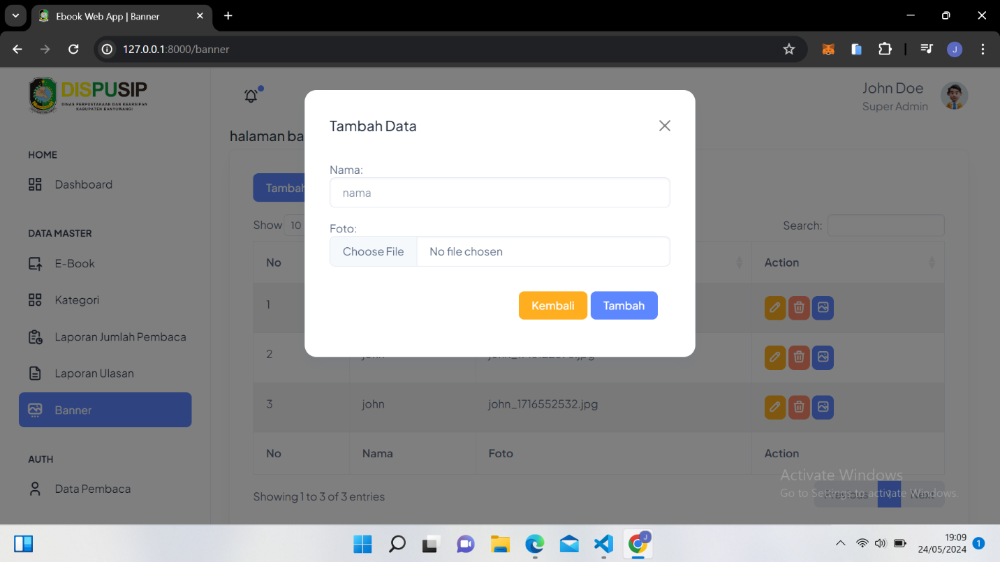 Ebook Web App | Banner
127.0.0.1:8000/banner
J
DISPUSIP
DINAS PERPUSTAKAAN DAN KEARSIPAN
KABUPATEN BANYUWANGI
John Doe
Super Admin
halaman ba
HOME
Dashboard
DATA MASTER
E-Book
Kategori
Laporan Jumlah Pembaca
Laporan Ulasan
Banner
AUTH
Data Pembaca
Tambah Data
Nama:
nama
Foto:
Choose File No file chosen
Kembali Tambah
Tambah
Show 10
Search:
No Action
1
2
3 john john_1716552532.jpg
No Nama Foto Action
Showing 1 to 3 of 3 entries
Previous 1 Next
Activate Windows
Go to Settings to activate Windows.
J
19:09
24/05/2024
1